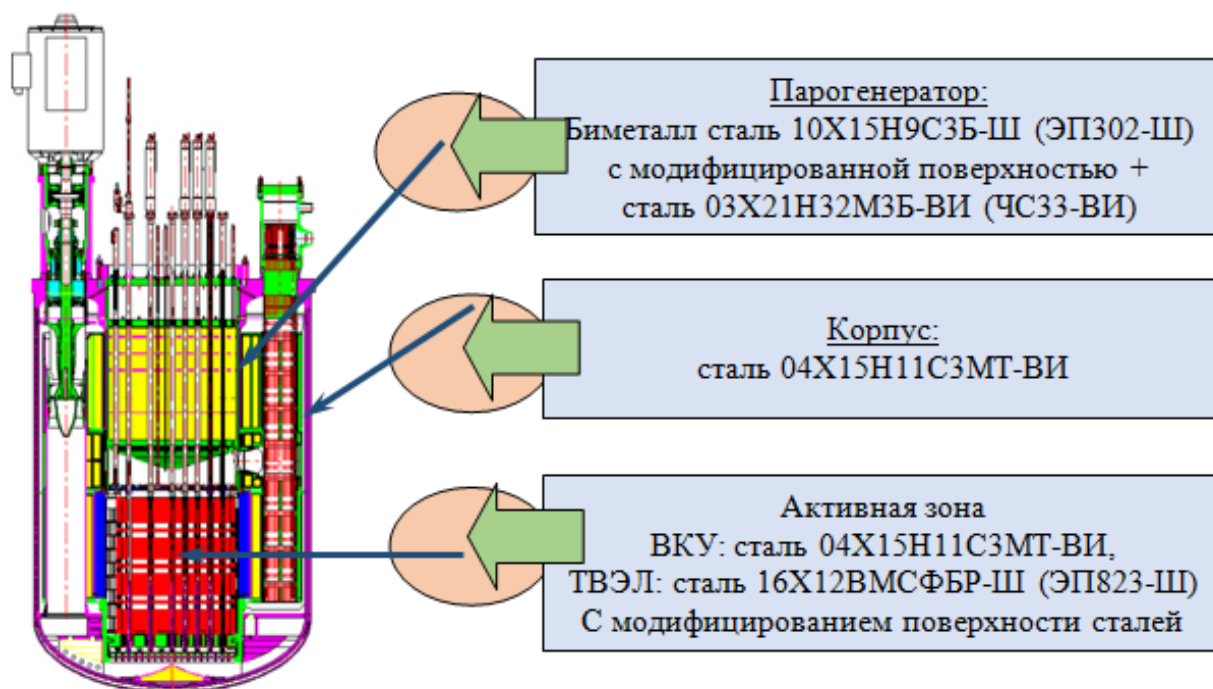 Парогенератор:
Биметалл сталь 10Х15Н9С3Б-Ш (ЭП302-Ш)
с модифицированной поверхностью +
сталь 03Х21Н32М3Б-ВИ (ЧС33-ВИ)
Корпус:
сталь 04Х15Н11С3МТ-ВИ
Активная зона
ВКУ: сталь 04Х15Н11С3МТ-ВИ,
ТВЭЛ: сталь 16Х12ВМСФБР-Ш (ЭП823-Ш)
С модифицированием поверхности сталей